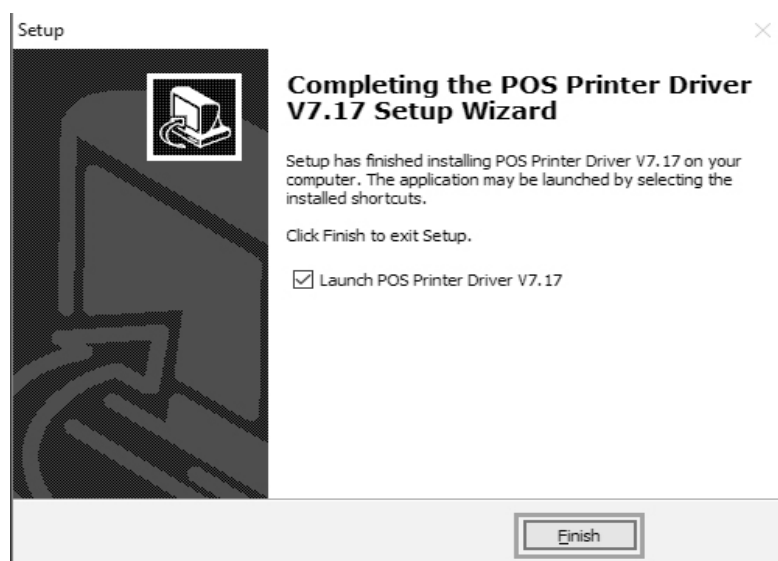 Setup
Completing the POS Printer Driver
V7.17 Setup Wizard
Setup has finished installing POS Printer Driver V7.17 on your
computer. The application may be launched by selecting the
installed shortcuts.
Click Finish to exit Setup.
Launch POS Printer Driver V7.17
Finish